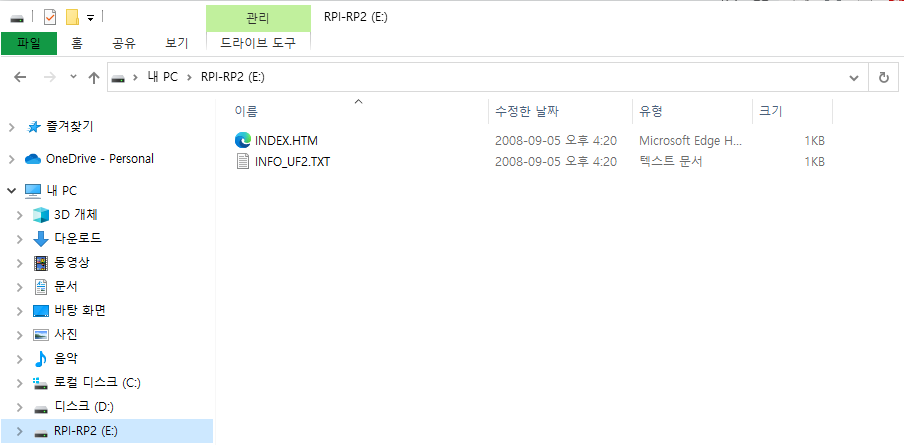 관리
RPI-RP2 (E:)
파일
홈
공유
보기
드라이브 도구
내 PC
RPI-RP2 (E:)
이름
수정한 날짜
유형
크기
INDEX.HTM
2008-09-05 오후 4:20
Microsoft Edge H...
1KB
INFO_UF2.TXT
2008-09-05 오후 4:20
텍스트 문서
1KB
즐겨찾기
OneDrive - Personal
내 PC
3D 개체
다운로드
동영상
문서
바탕 화면
사진
음악
로컬 디스크 (C:)
디스크 (D:)
RPI-RP2 (E:)